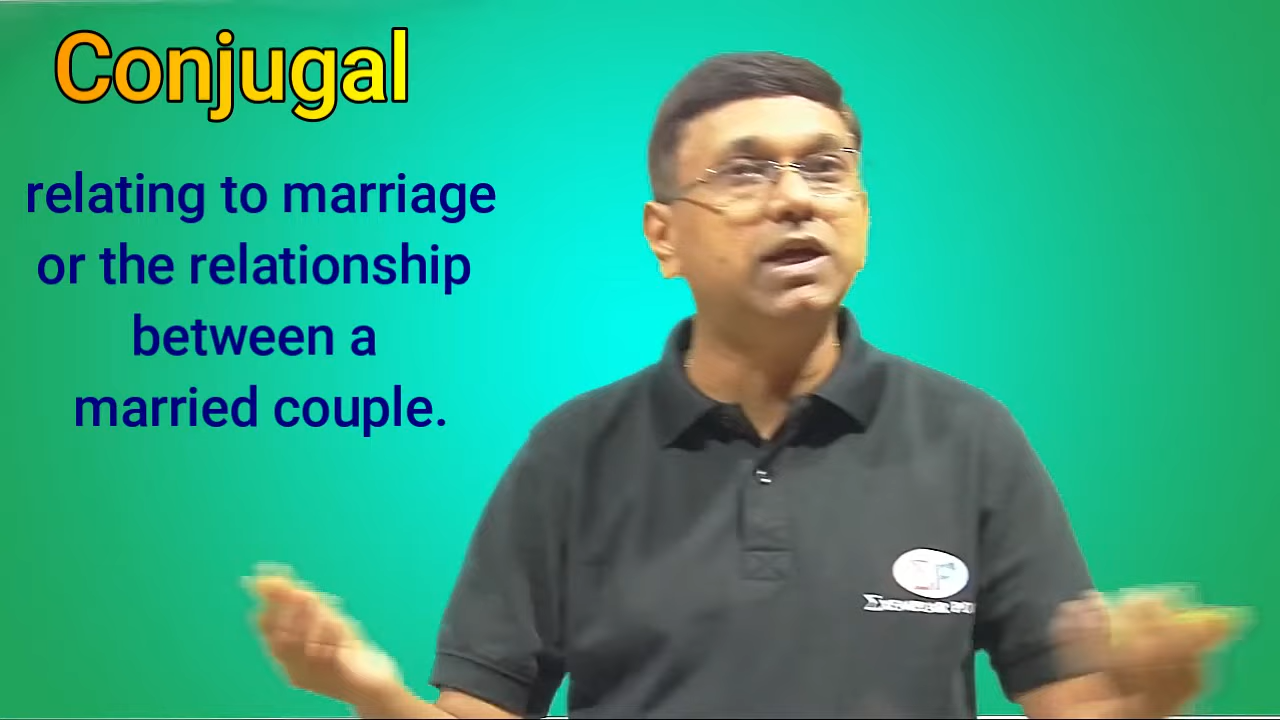 Conjugal
relating to marriage
or the relationship
between a
married couple.